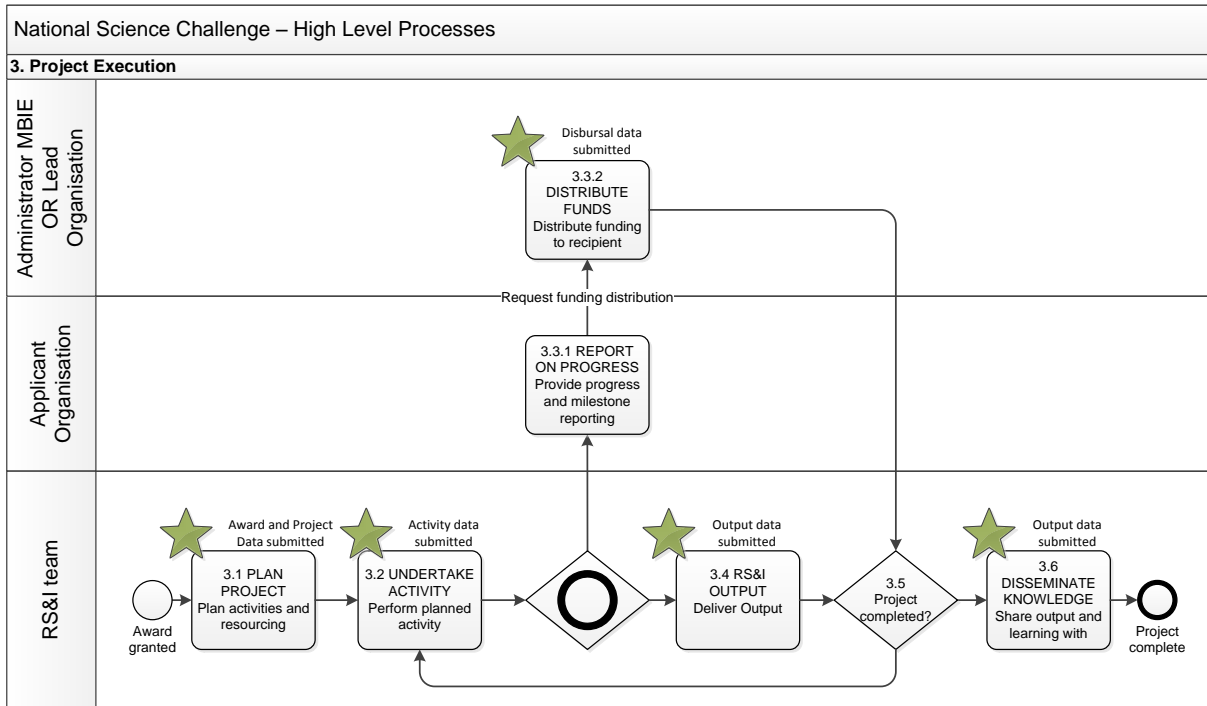 National Science Challenge – High Level Processes
3. Project Execution
Administrator MBIE
OR Lead
Organisation
Disbursal data
submitted
3.3.2
DISTRIBUTE
FUNDS
Distribute funding
to recipient
Request funding distribution
Applicant
Organisation
3.3.1 REPORT
ON PROGRESS
Provide progress
and milestone
reporting
RS&I team
Award
granted
Award and Project
Data submitted
3.1 PLAN
PROJECT
Plan activities and
resourcing
Activity data
submitted
3.2 UNDERTAKE
ACTIVITY
Perform planned
activity
Output data
submitted
3.4 RS&I
OUTPUT
Deliver Output
3.5
Project
completed?
Output data
submitted
3.6
DISSEMINATE
KNOWLEDGE
Share output and
learning with
Project
complete